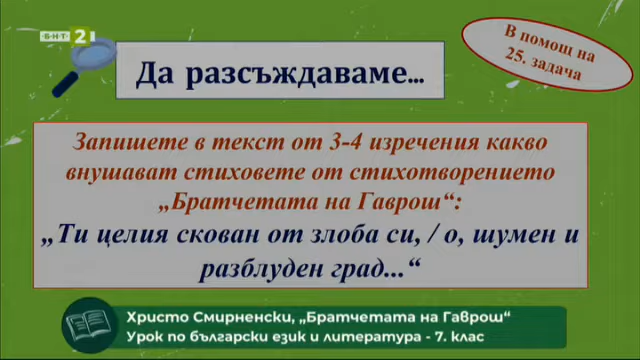 БНТ 2
Да разсъждаваме...
В помощ на
25. задача
Запишете в текст от 3-4 изречения какво
внушават стиховете от стихотворението
„Братчетата на Гаврош“:
„Ти целия скован от злоба си, / о, шумен и
разблуден град...“
Христо Смирненски, „Братчетата на Гаврош“
Урок по български език и литература - 7. клас